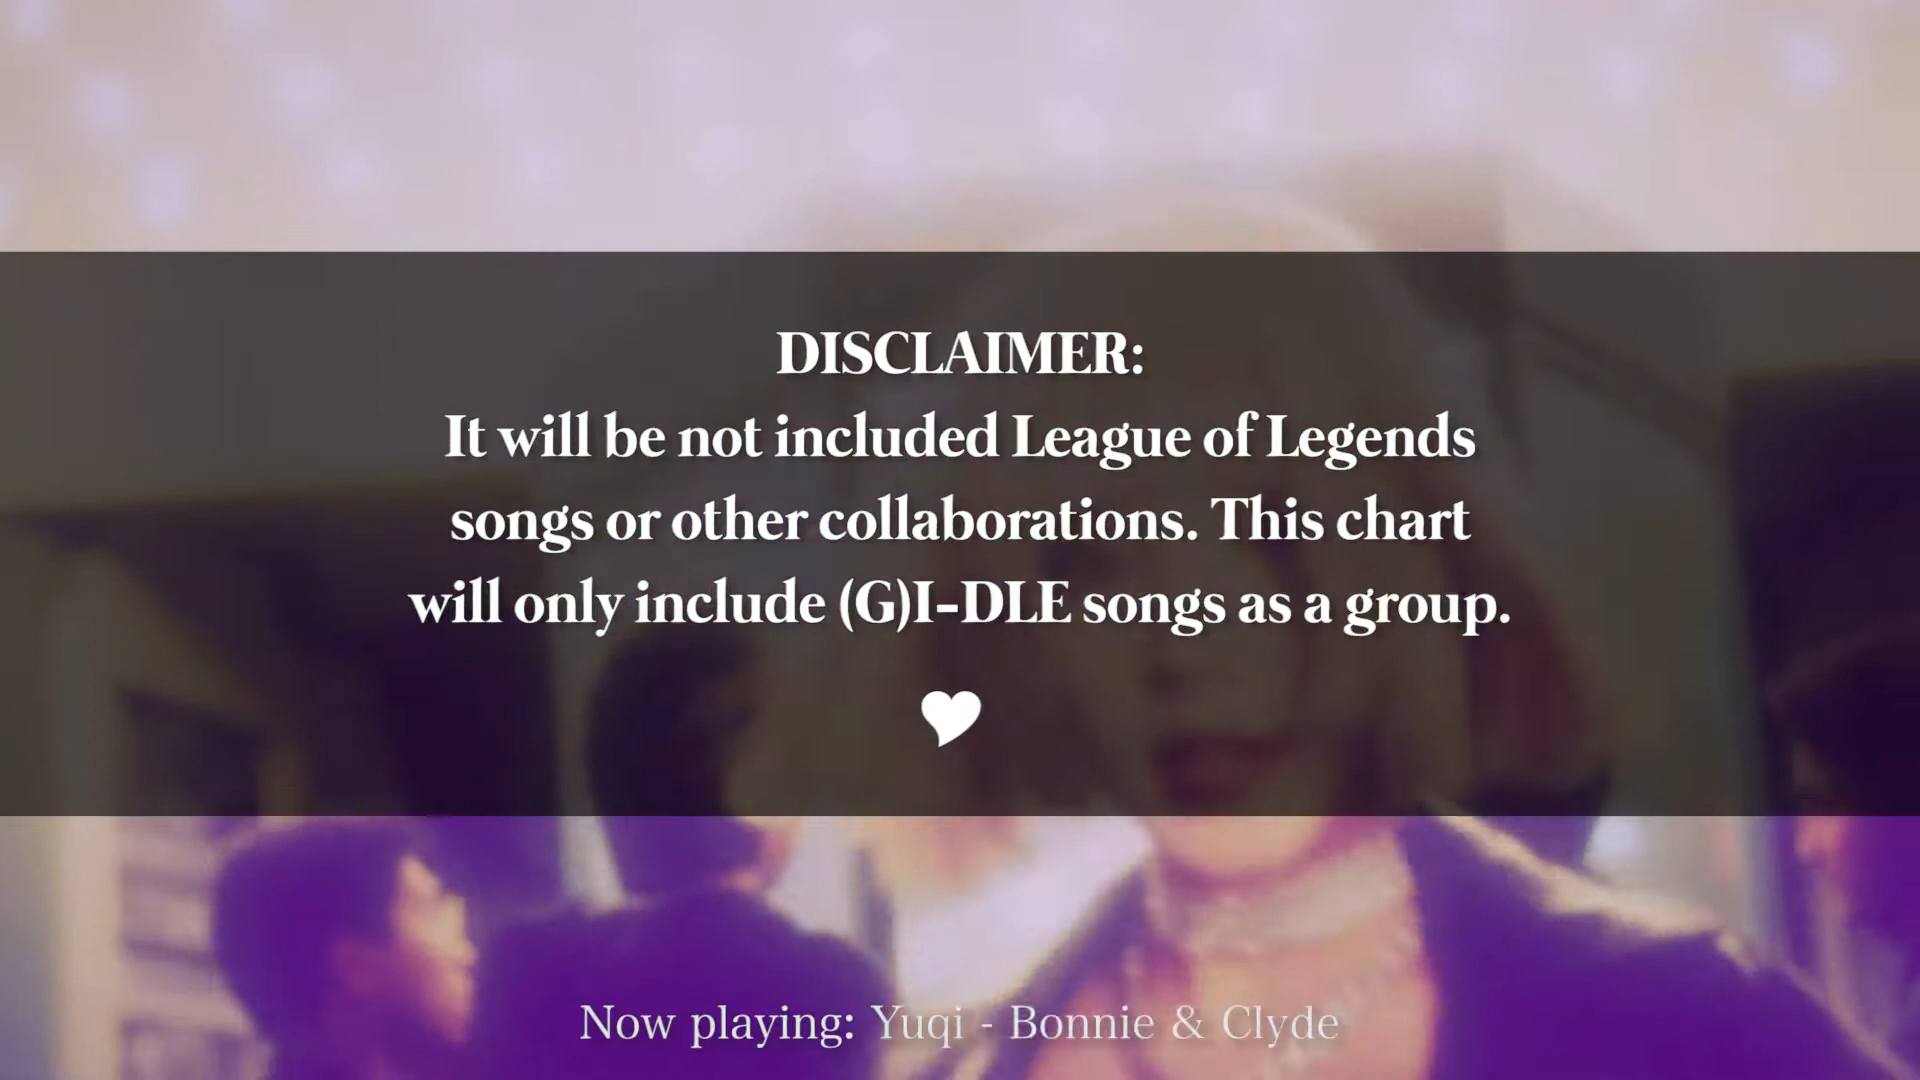 DISCLAIMER:
It will be not included League of Legends
songs or other collaborations. This chart
will only include (G)I-DLE songs as a group.
Now playing: Yuqi - Bonnie & Clyde